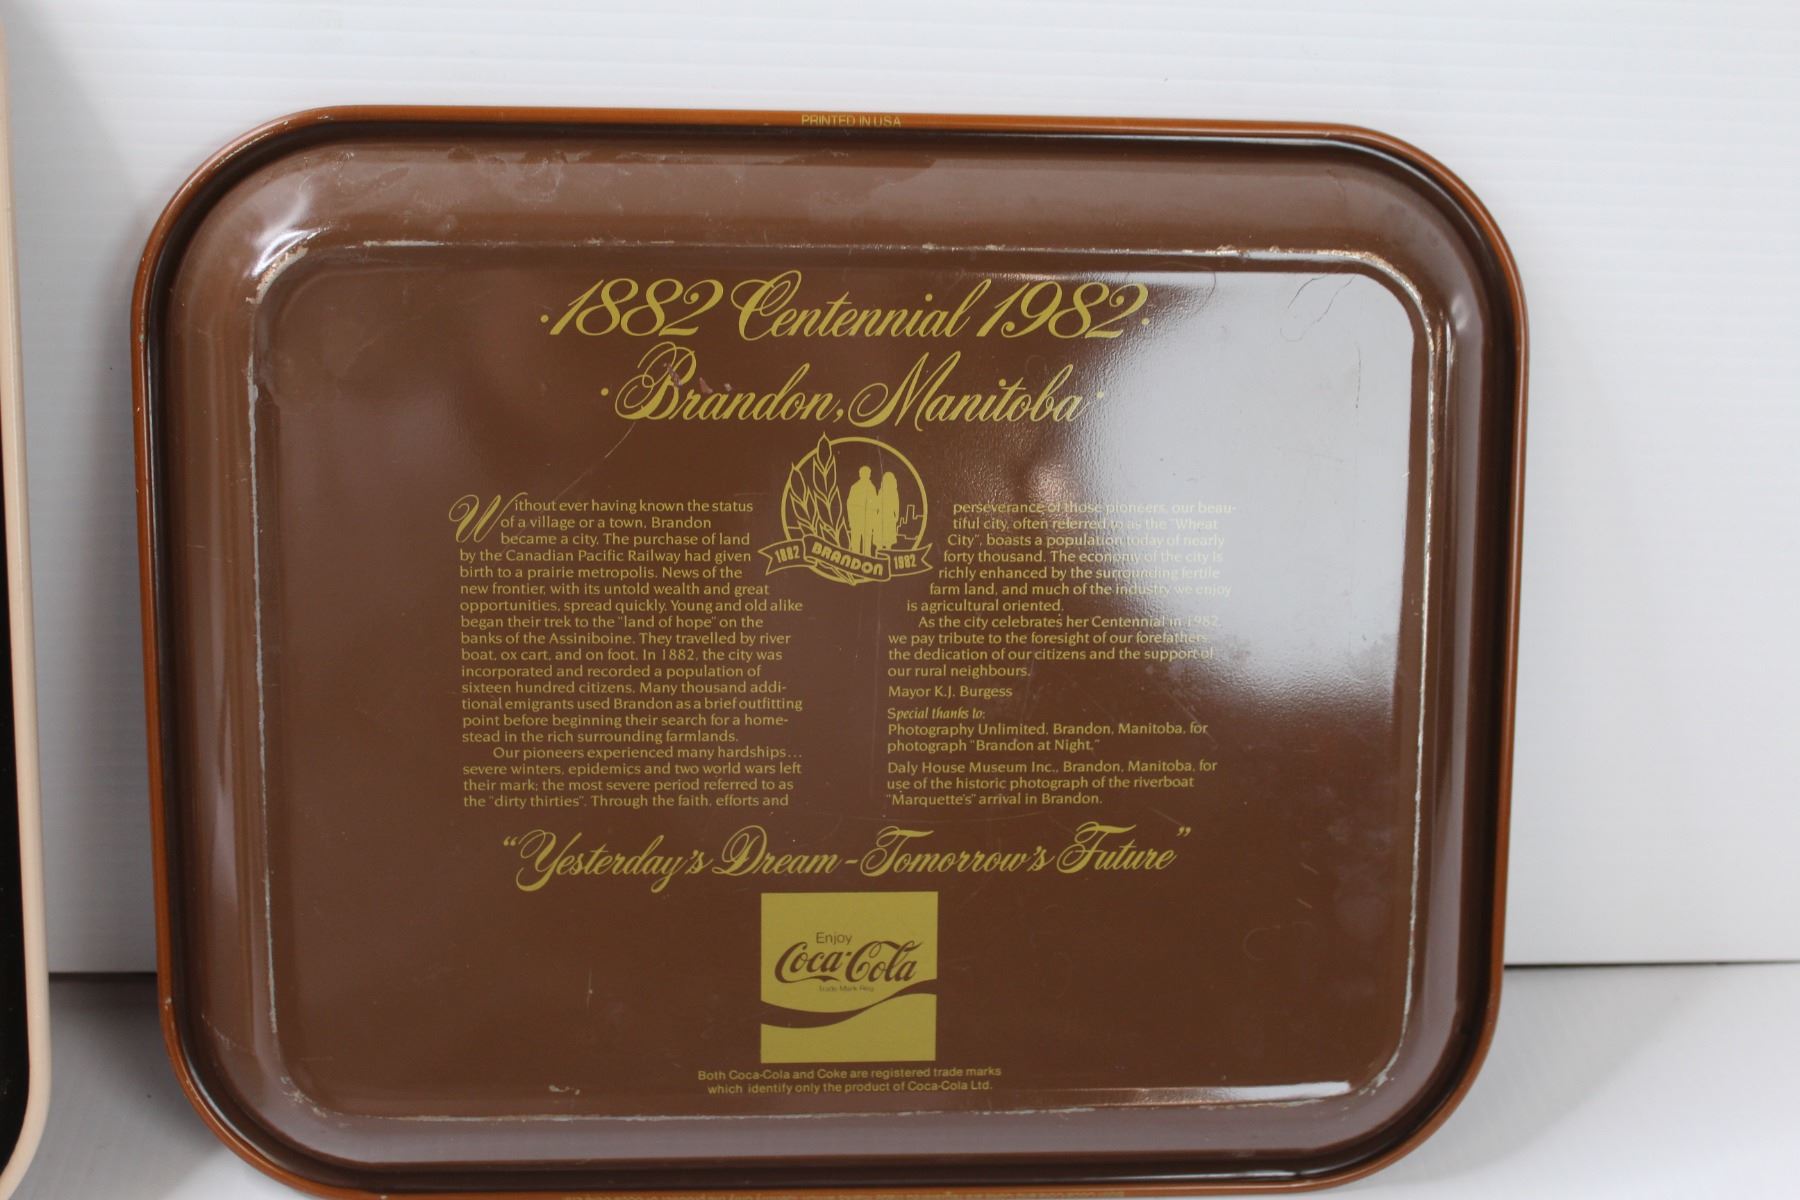 PRINTED IN USA
·1882 Centennial 1982·
·Brandon, Manitoba·
1882 BRANDON 1982
Without ever having known the status
of a village or a town, Brandon
became a city. The purchase of land
by the Canadian Pacific Railway had given
birth to a prairie metropolis. News of the
new frontier, with its untold wealth and great
opportunities, spread quickly. Young and old alike
began their trek to the "land of hope" on the
banks of the Assiniboine. They travelled by river
boat, ox cart, and on foot. In 1882, the city was
incorporated and recorded a population of
sixteen hundred citizens. Many thousand addi-
tional emigrants used Brandon as a brief outfitting
point before beginning their search for a home-
stead in the rich surrounding farmlands.
Our pioneers experienced many hardships...
severe winters, epidemics and two world wars left
their mark; the most severe period referred to as
the "dirty thirties". Through the faith, efforts and
perseverance of those pioneers, our beau-
tiful city, often referred to as the "Wheat
City", boasts a population today of nearly
forty thousand. The economy of the city is
richly enhanced by the surrounding fertile
farm land, and much of the industry we enjoy
is agricultural oriented.
As the city celebrates her Centennial in 1982,
we pay tribute to the foresight of our forefathers,
the dedication of our citizens and the support of
our rural neighbours.
Mayor K.J. Burgess
Special thanks to:
Photography Unlimited, Brandon, Manitoba, for
photograph "Brandon at Night."
Daly House Museum Inc., Brandon, Manitoba, for
use of the historic photograph of the riverboat
"Marquette's" arrival in Brandon.
"Yesterday's Dream - Tomorrow's Future"
Enjoy
Coca-Cola
Trade Mark Reg.
Both Coca-Cola and Coke are registered trade marks
which identify only the product of Coca-Cola Ltd.